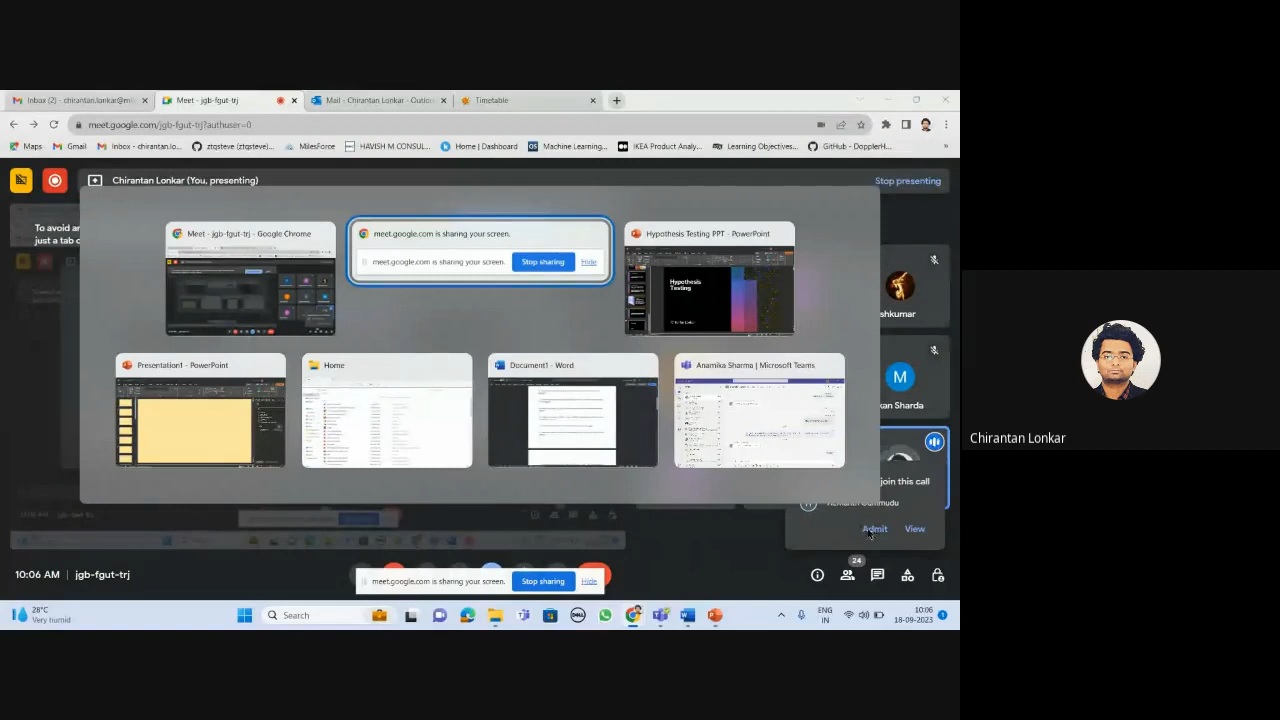 Inbox (2) - chirantan.lonkar@mil
Meet - jgb-fgut-trj
Mail - Chirantan Lonkar - Outloo
Timetable
meet.google.com/jgb-fgut-trj?authuser=0
Maps
Gmail
Inbox - chirantan.lo...
ztqsteve (ztqsteve)...
MilesForce
HAVISH M CONSUL...
Home | Dashboard
Machine Learning...
IKEA Product Analy...
Learning Objectives...
GitHub - DopplerH...
»
Chirantan Lonkar (You, presenting)
Stop presenting
To avoid an
just a tab o
Meet - jgb-fgut-trj - Google Chrome
meet.google.com is sharing your screen.
meet.google.com is sharing your screen.
Stop sharing
Hide
Hypothesis Testing PPT - PowerPoint
Hypothesis
Testing
shkumar
Presentation1 - PowerPoint
Home
Document1 - Word
Anamika Sharma | Microsoft Teams
M
kan Sharda
join this call
Admit
View
Chirantan Lonkar
10:06 AM | jgb-fgut-trj
meet.google.com is sharing your screen.
Stop sharing
Hide
24
28°C
Very humid
Search
ENG
IN
10:06
18-09-2023
1